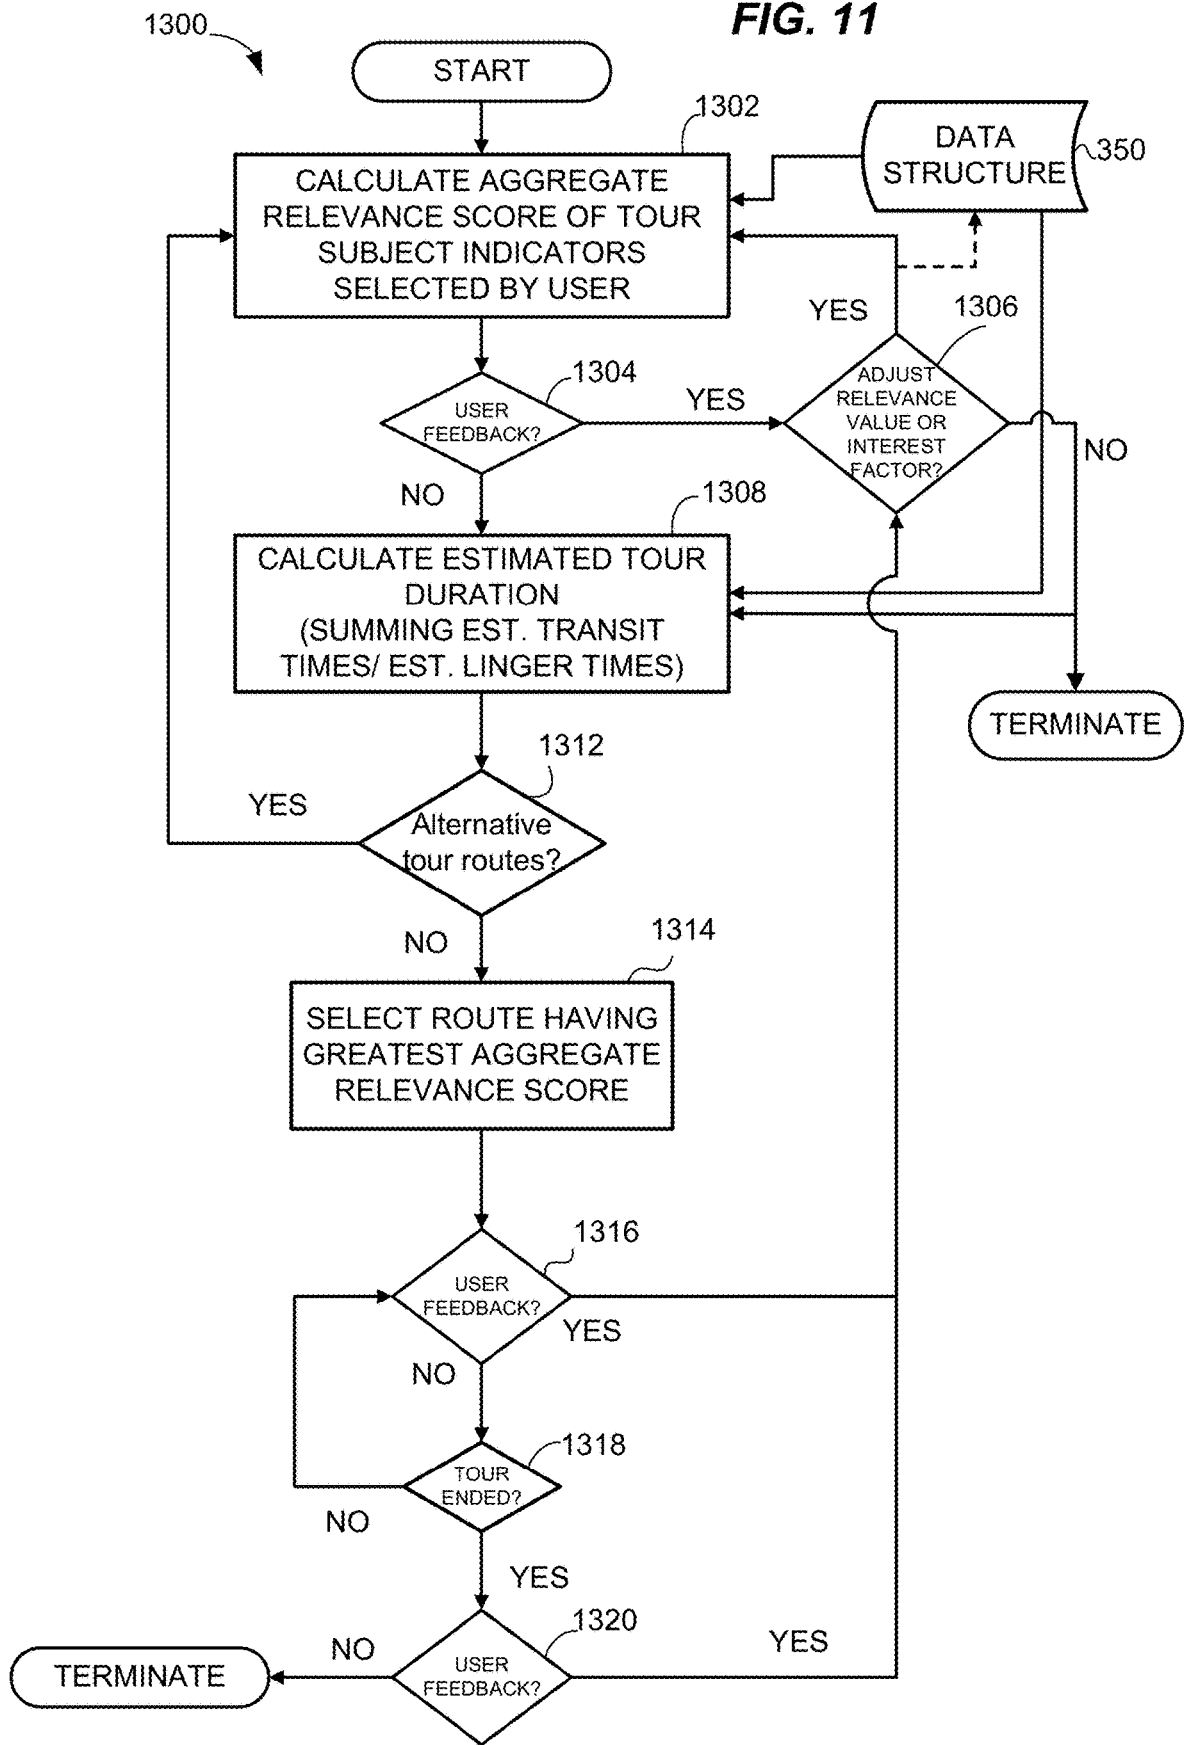 FIG. 11
1300
START
1302
DATA
STRUCTURE
350
CALCULATE AGGREGATE
RELEVANCE SCORE OF TOUR
SUBJECT INDICATORS
SELECTED BY USER
YES
1306
1304
USER
FEEDBACK?
YES
ADJUST
RELEVANCE
VALUE OR
INTEREST
FACTOR?
NO
NO
1308
CALCULATE ESTIMATED TOUR
DURATION
(SUMMING EST. TRANSIT
TIMES/ EST. LINGER TIMES)
TERMINATE
1312
YES
Alternative
tour routes?
NO
1314
SELECT ROUTE HAVING
GREATEST AGGREGATE
RELEVANCE SCORE
1316
USER
FEEDBACK?
YES
NO
1318
TOUR
ENDED?
NO
YES
1320
USER
FEEDBACK?
YES
NO
TERMINATE